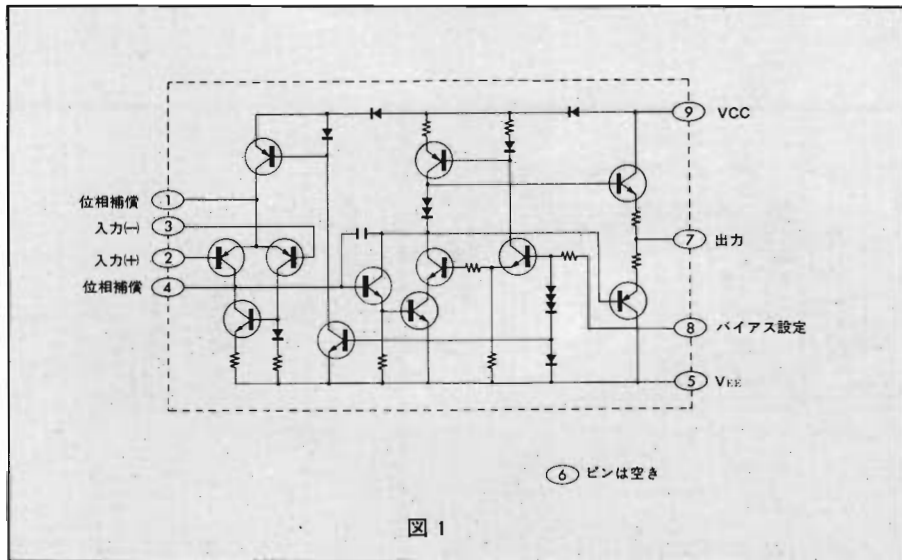 9 VCC
位相補償 1
入力(−) 3
入力(+) 2
7 出力
位相補償 4
8 バイアス設定
5 VEE
6 ピンは空き
図 1